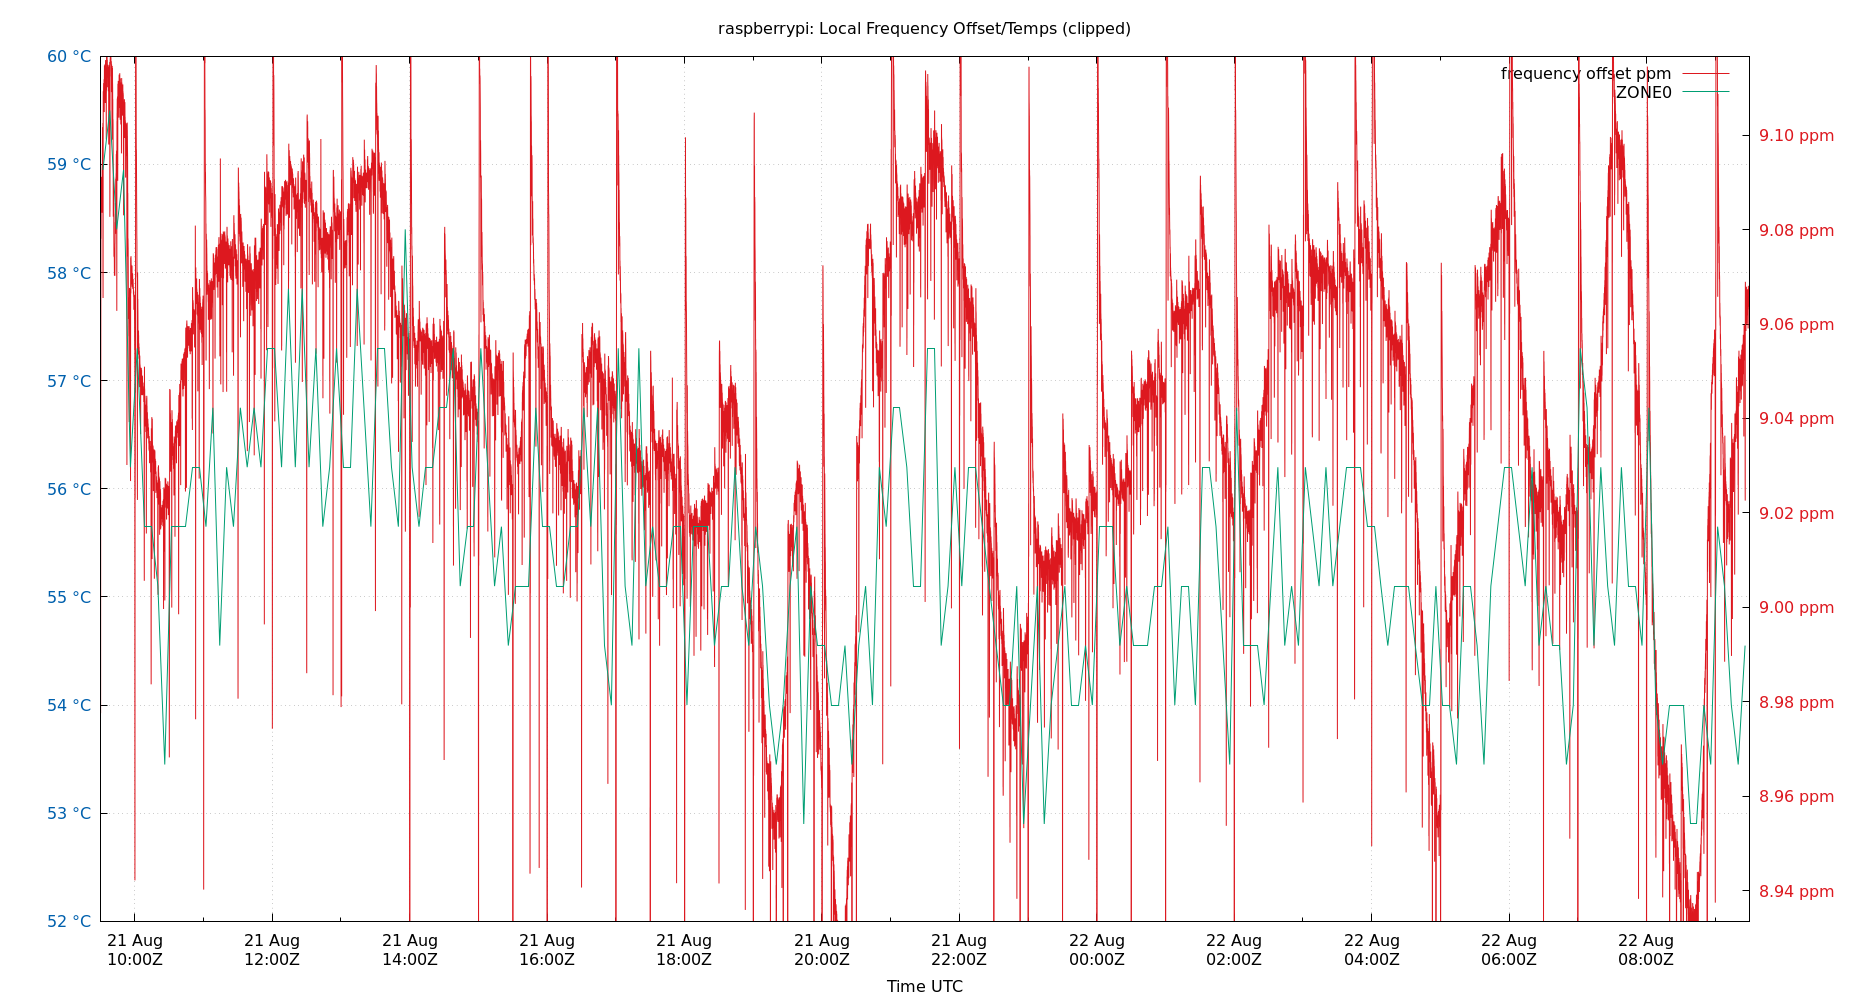 raspberrypi: Local Frequency Offset/Temps (clipped)
60 °C
59 °C
58 °C
57 °C
56 °C
55 °C
54 °C
53 °C
52 °C
frequency offset ppm
ZONE0
9.10 ppm
9.08 ppm
9.06 ppm
9.04 ppm
9.02 ppm
9.00 ppm
8.98 ppm
8.96 ppm
8.94 ppm
21 Aug 21 Aug 21 Aug 21 Aug 21 Aug 21 Aug 21 Aug 22 Aug 22 Aug 22 Aug 22 Aug 22 Aug
10:00Z 12:00Z 14:00Z 16:00Z 18:00Z 20:00Z 22:00Z 00:00Z 02:00Z 04:00Z 06:00Z 08:00Z
Time UTC